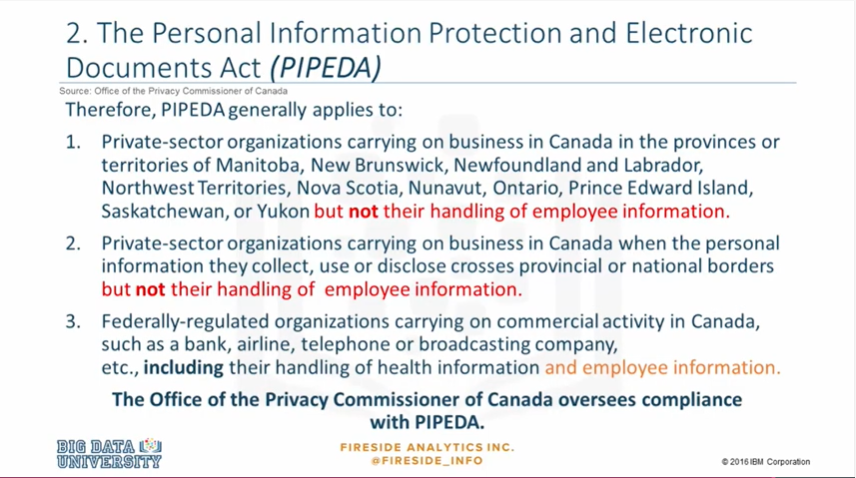 2. The Personal Information Protection and Electronic
Documents Act (PIPEDA)
Source: Office of the Privacy Commissioner of Canada
Therefore, PIPEDA generally applies to:
1. Private-sector organizations carrying on business in Canada in the provinces or
territories of Manitoba, New Brunswick, Newfoundland and Labrador,
Northwest Territories, Nova Scotia, Nunavut, Ontario, Prince Edward Island,
Saskatchewan, or Yukon but not their handling of employee information.
2. Private-sector organizations carrying on business in Canada when the personal
information they collect, use or disclose crosses provincial or national borders
but not their handling of employee information.
3. Federally-regulated organizations carrying on commercial activity in Canada,
such as a bank, airline, telephone or broadcasting company,
etc., including their handling of health information and employee information.
The Office of the Privacy Commissioner of Canada oversees compliance
with PIPEDA.
BIG DATA
UNIVERSITY
FIRESIDE ANALYTICS INC.
@FIRESIDE_INFO
© 2016 IBM Corporation